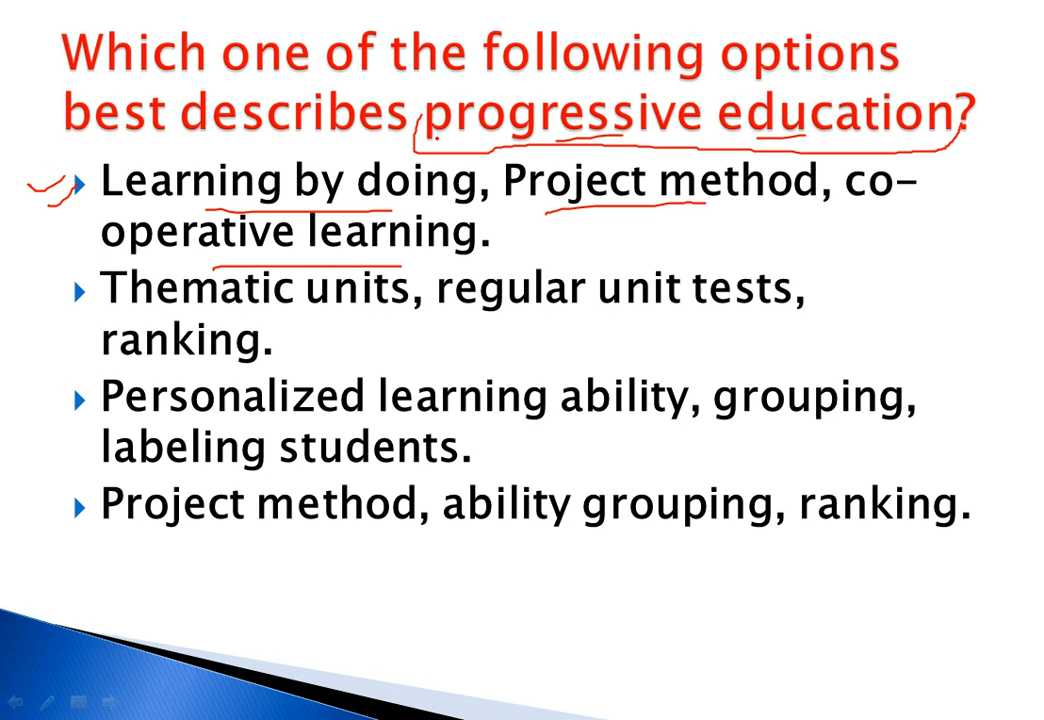 Which one of the following options
best describes progressive education?
Learning by doing, Project method, co-
operative learning.
Thematic units, regular unit tests,
ranking.
Personalized learning ability, grouping,
labeling students.
Project method, ability grouping, ranking.